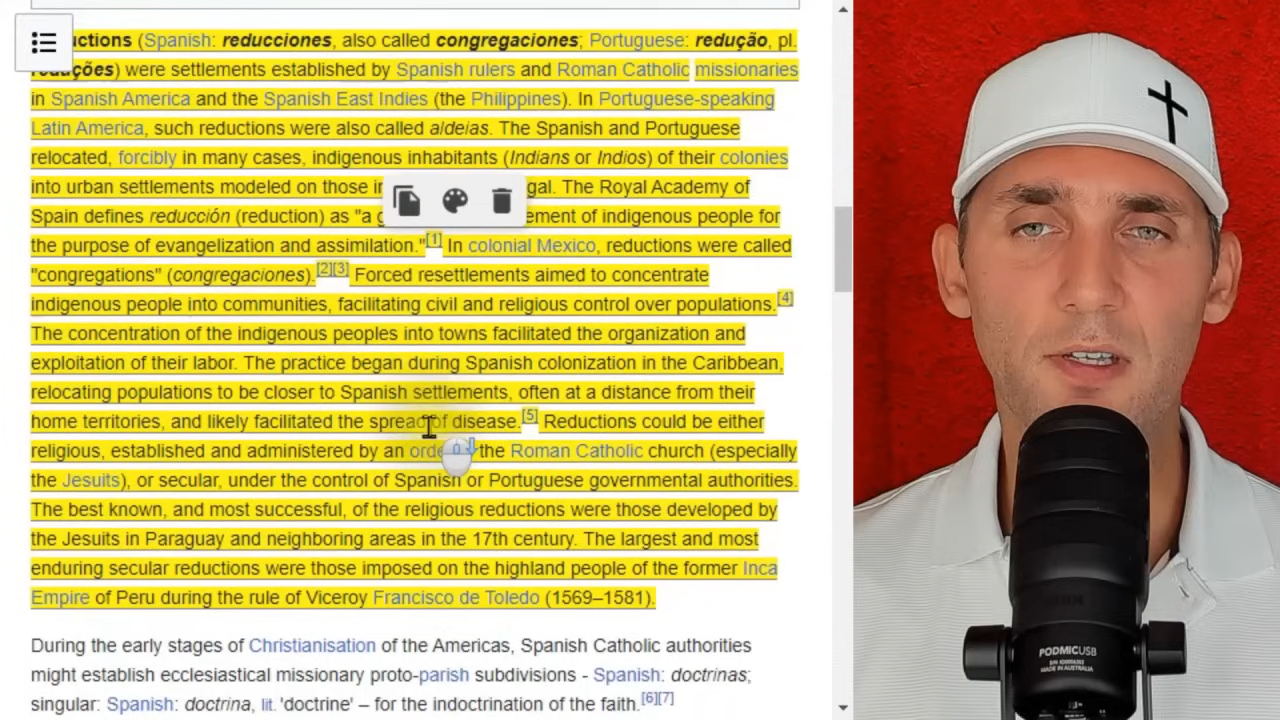 uctions (Spanish: reducciones, also called congregaciones; Portuguese: redução, pl.
reduções) were settlements established by Spanish rulers and Roman Catholic missionaries
in Spanish America and the Spanish East Indies (the Philippines). In Portuguese-speaking
Latin America, such reductions were also called aldeias. The Spanish and Portuguese
relocated, forcibly in many cases, indigenous inhabitants (Indians or Indios) of their colonies
into urban settlements modeled on those in gal. The Royal Academy of
Spain defines reducción (reduction) as "a g ement of indigenous people for
the purpose of evangelization and assimilation."[1] In colonial Mexico, reductions were called
"congregations" (congregaciones).[2][3] Forced resettlements aimed to concentrate
indigenous people into communities, facilitating civil and religious control over populations.[4]
The concentration of the indigenous peoples into towns facilitated the organization and
exploitation of their labor. The practice began during Spanish colonization in the Caribbean,
relocating populations to be closer to Spanish settlements, often at a distance from their
home territories, and likely facilitated the spread of disease.[5] Reductions could be either
religious, established and administered by an orde the Roman Catholic church (especially
the Jesuits), or secular, under the control of Spanish or Portuguese governmental authorities.
The best known, and most successful, of the religious reductions were those developed by
the Jesuits in Paraguay and neighboring areas in the 17th century. The largest and most
enduring secular reductions were those imposed on the highland people of the former Inca
Empire of Peru during the rule of Viceroy Francisco de Toledo (1569–1581).
During the early stages of Christianisation of the Americas, Spanish Catholic authorities
might establish ecclesiastical missionary proto-parish subdivisions - Spanish: doctrinas;
singular: Spanish: doctrina, lit. 'doctrine' – for the indoctrination of the faith.[6][7]
PODMICUSB
MADE IN AUSTRALIA